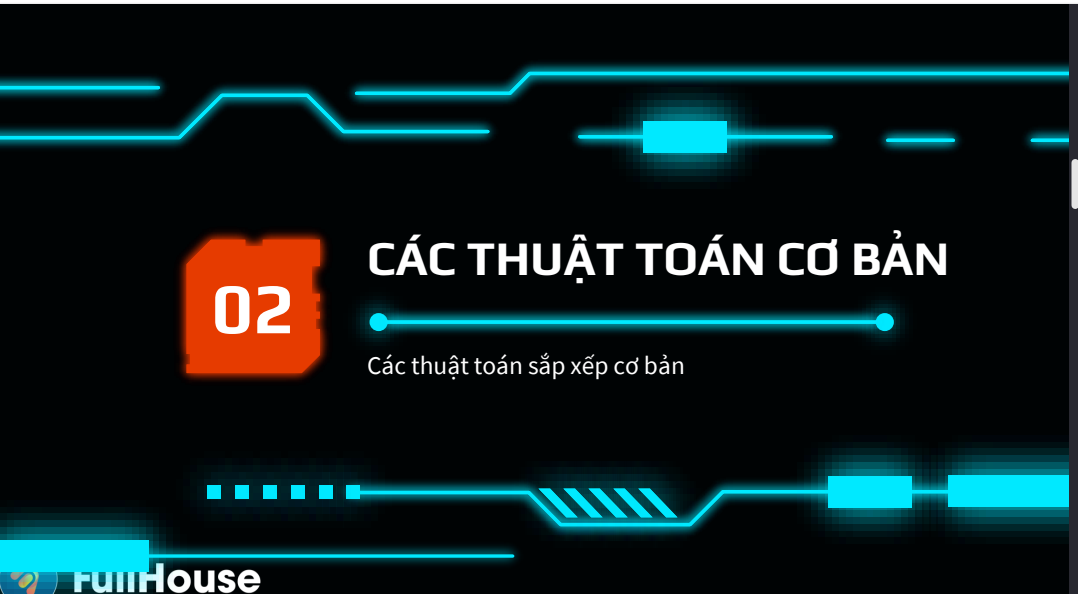 02
CÁC THUẬT TOÁN CƠ BẢN
Các thuật toán sắp xếp cơ bản
FullHouse